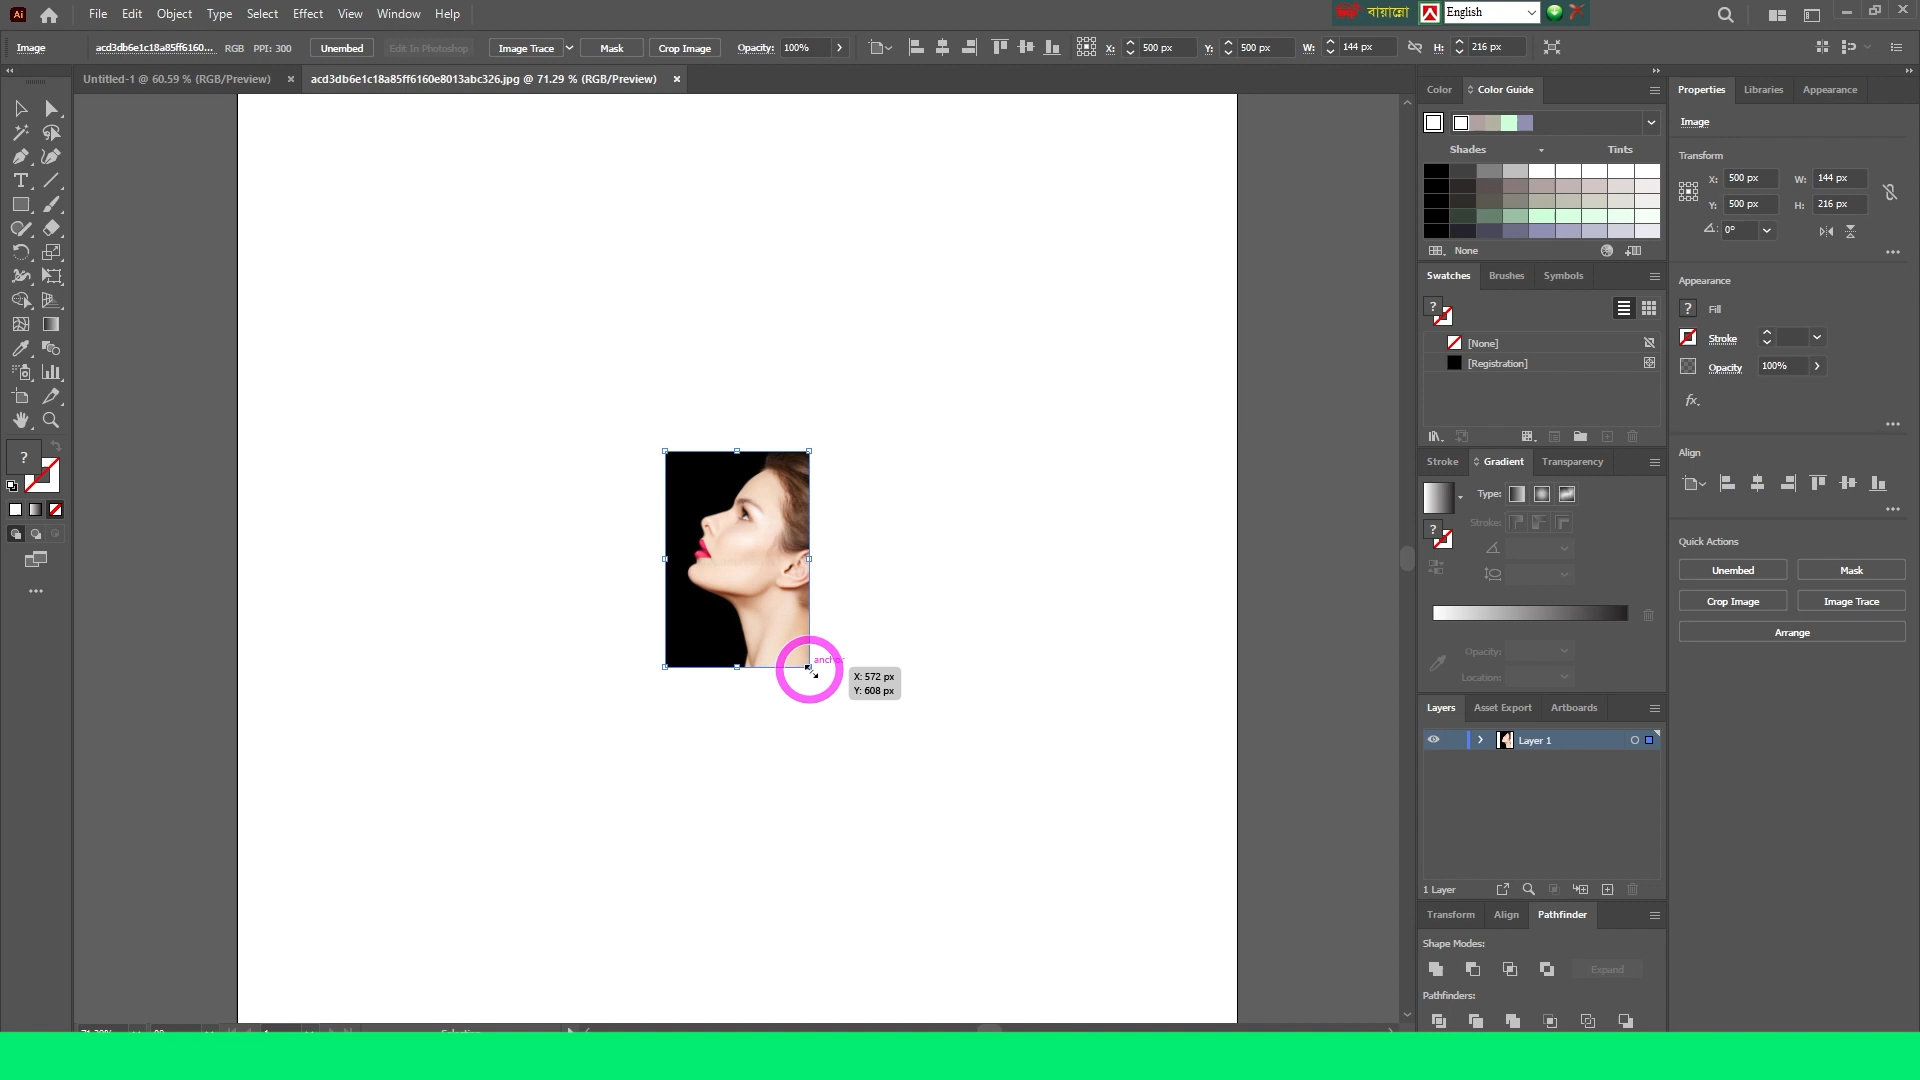 Ai File Edit Object Type Select Effect View Window Help
বায়ান্নো English
Image acd3db6e1c18a85ff6160... RGB PPI: 300 Unembed Edit In Photoshop Image Trace Mask Crop Image Opacity: 100% X: 500 px Y: 500 px W: 144 px H: 216 px
Untitled-1 @ 60.59 % (RGB/Preview) × acd3db6e1c18a85ff6160e8013abc326.jpg @ 71.29 % (RGB/Preview) ×
Color Color Guide
Shades Tints
None
Swatches Brushes Symbols
?
[None]
[Registration]
Stroke Gradient Transparency
Type:
Stroke:
?
Opacity:
Location:
Layers Asset Export Artboards
Layer 1
1 Layer
Transform Align Pathfinder
Shape Modes:
Expand
Pathfinders:
Properties Libraries Appearance
Image
Transform
X: 500 px W: 144 px
Y: 500 px H: 216 px
0°
Appearance
? Fill
Stroke
Opacity 100%
fx.
Align
Quick Actions
Unembed Mask
Crop Image Image Trace
Arrange
?
anchor
X: 572 px
Y: 608 px